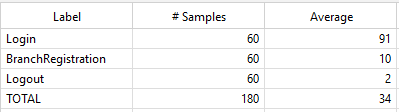 Label # Samples Average
Login 60 91
BranchRegistration 60 10
Logout 60 2
TOTAL 180 34